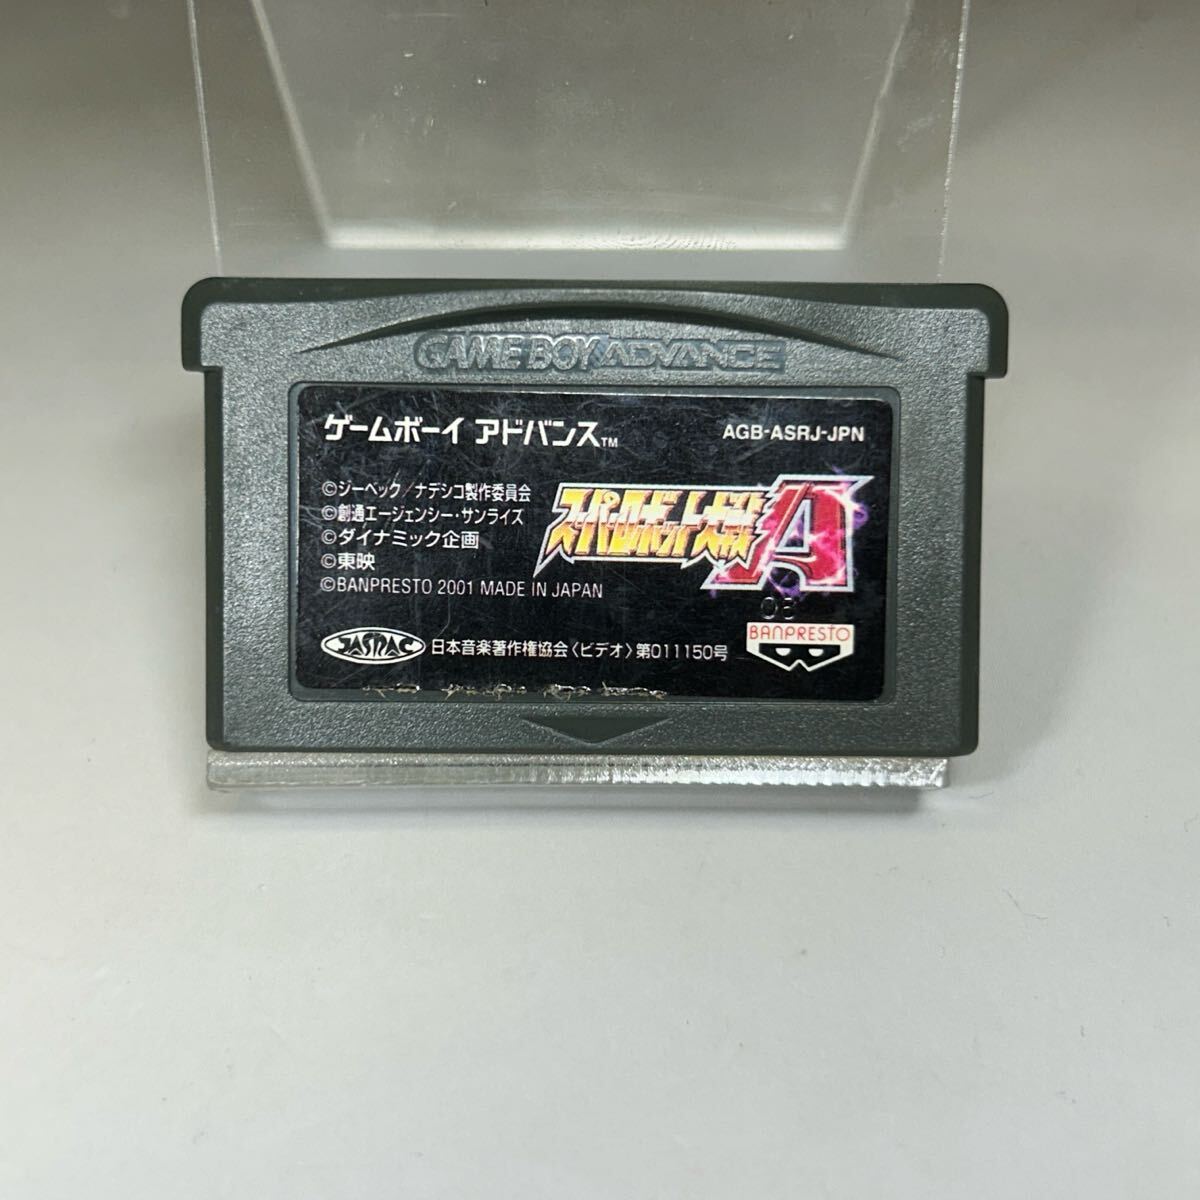 GAME BOY ADVANCE
ゲームボーイ アドバンス™
AGB-ASRJ-JPN
©ジーベック/ナデシコ製作委員会
©創通エージェンシー・サンライズ
©ダイナミック企画
©東映
©BANPRESTO 2001 MADE IN JAPAN
スーパーロボット大戦A
08
BANPRESTO
JASRAC
日本音楽著作権協会〈ビデオ〉第011150号